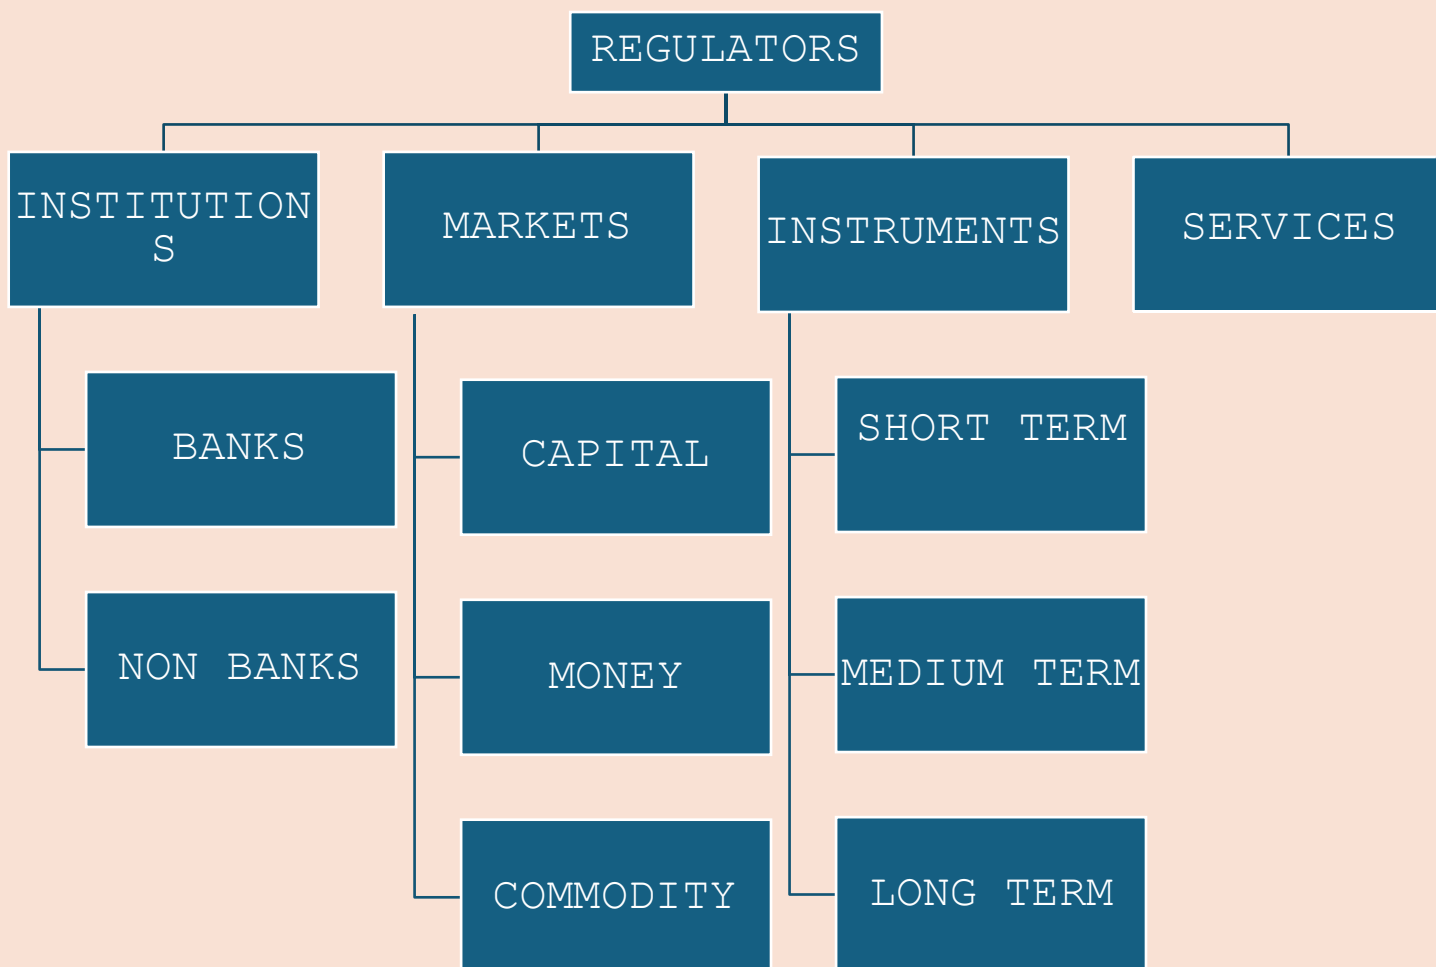 REGULATORS
INSTITUTION
S
MARKETS
INSTRUMENTS
SERVICES
BANKS
NON BANKS
CAPITAL
MONEY
COMMODITY
SHORT TERM
MEDIUM TERM
LONG TERM